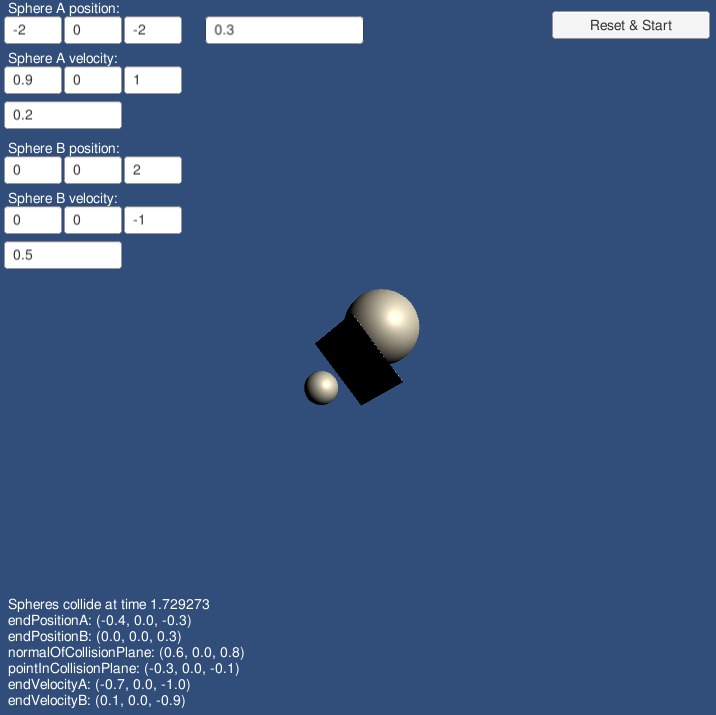 Sphere A position:
-2 0 -2 0.3 Reset & Start
Sphere A velocity:
0.9 0 1
0.2
Sphere B position:
0 0 2
Sphere B velocity:
0 0 -1
0.5
Spheres collide at time 1.729273
endPositionA: (-0.4, 0.0, -0.3)
endPositionB: (0.0, 0.0, 0.3)
normalOfCollisionPlane: (0.6, 0.0, 0.8)
pointInCollisionPlane: (-0.3, 0.0, -0.1)
endVelocityA: (-0.7, 0.0, -1.0)
endVelocityB: (0.1, 0.0, -0.9)